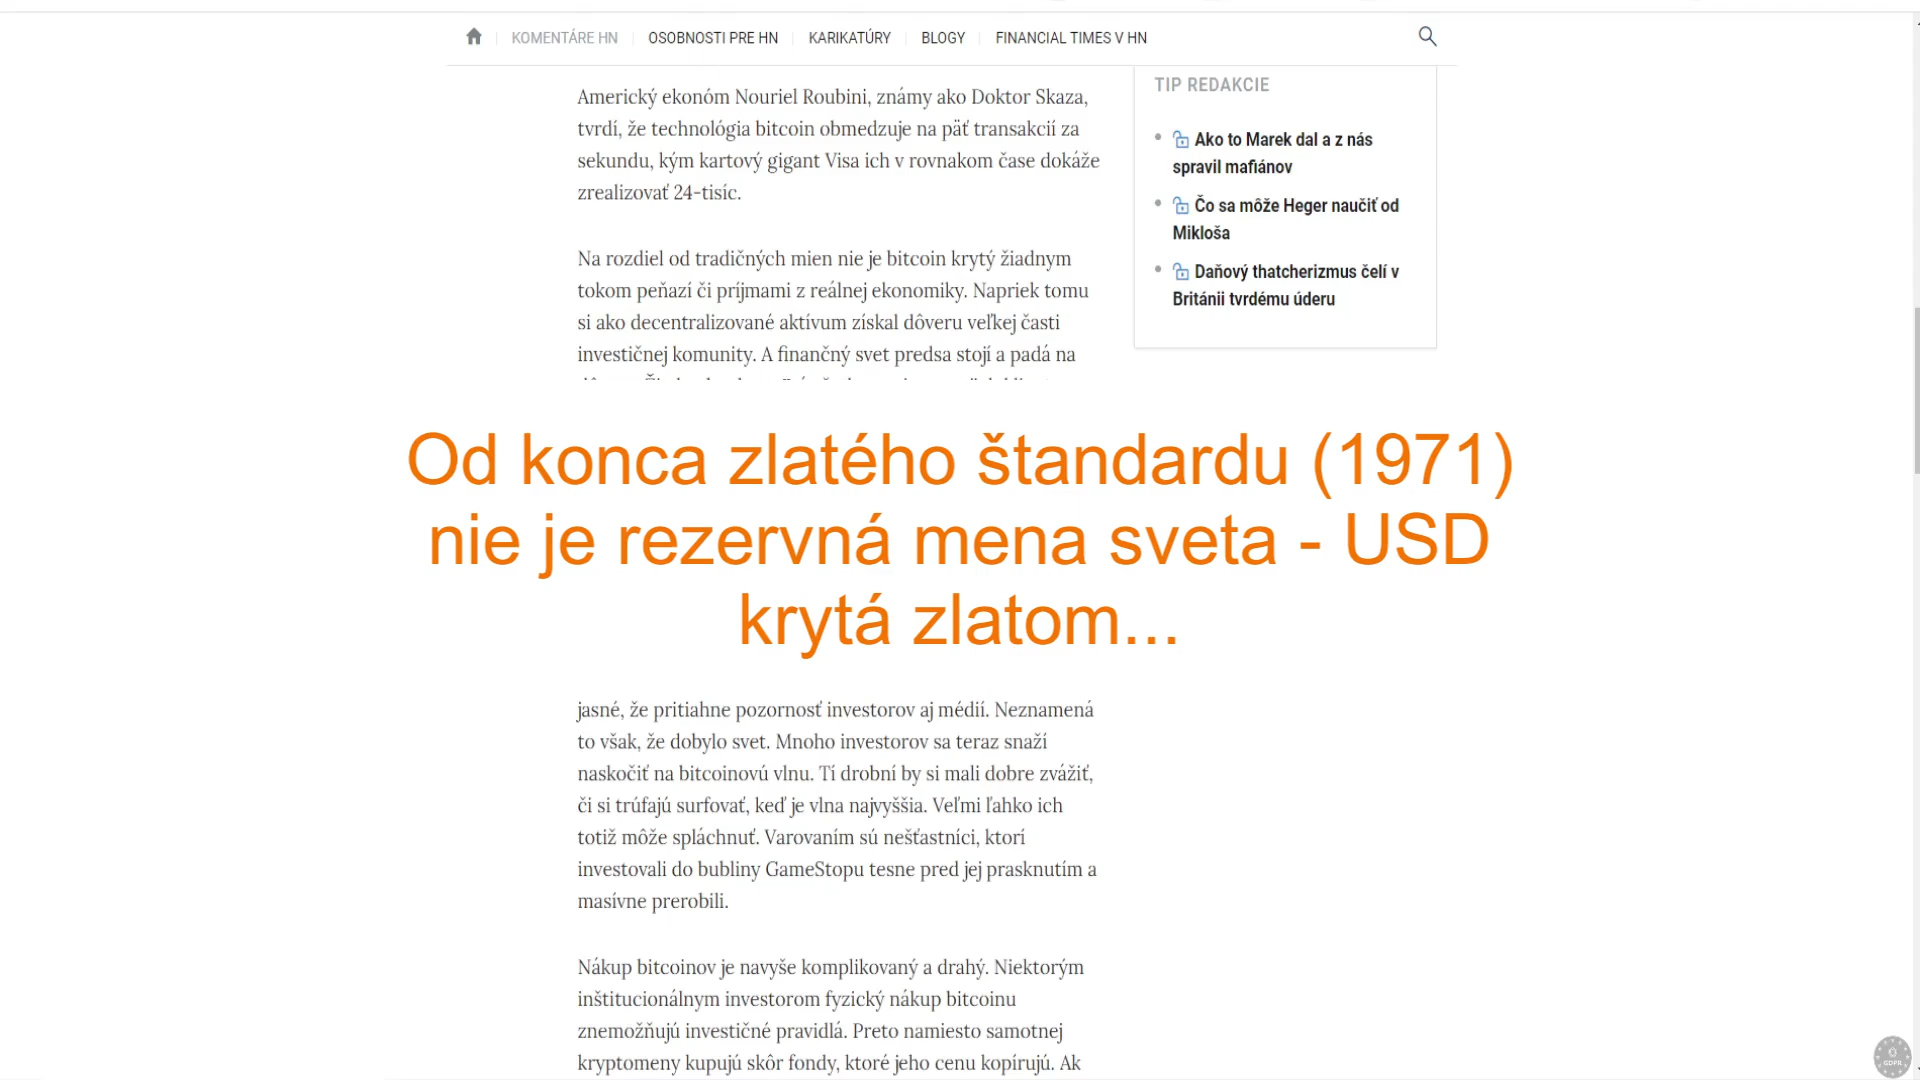 KOMENTÁRE HN
OSOBNOSTI PRE HN
KARIKATÚRY
BLOGY
FINANCIAL TIMES V HN
Americký ekonóm Nouriel Roubini, známy ako Doktor Skaza,
tvrdí, že technológia bitcoin obmedzuje na päť transakcií za
sekundu, kým kartový gigant Visa ich v rovnakom čase dokáže
zrealizovať 24-tisíc.
Na rozdiel od tradičných mien nie je bitcoin krytý žiadnym
tokom peňazí či príjmami z reálnej ekonomiky. Napriek tomu
si ako decentralizované aktívum získal dôveru veľkej časti
investičnej komunity. A finančný svet predsa stojí a padá na
TIP REDAKCIE
Ako to Marek dal a z nás
spravil mafiánov
Čo sa môže Heger naučiť od
Mikloša
Daňový thatcherizmus čelí v
Británii tvrdému úderu
Od konca zlatého štandardu (1971)
nie je rezervná mena sveta - USD
krytá zlatom...
jasné, že pritiahne pozornosť investorov aj médií. Neznamená
to však, že dobylo svet. Mnoho investorov sa teraz snaží
naskočiť na bitcoinovú vlnu. Tí drobní by si mali dobre zvážiť,
či si trúfajú surfovať, keď je vlna najvyššia. Veľmi ľahko ich
totiž môže spláchnuť. Varovaním sú nešťastníci, ktorí
investovali do bubliny GameStopu tesne pred jej prasknutím a
masívne prerobili.
Nákup bitcoinov je navyše komplikovaný a drahý. Niektorým
inštitucionálnym investorom fyzický nákup bitcoinu
znemožňujú investičné pravidlá. Preto namiesto samotnej
kryptomeny kupujú skôr fondy, ktoré jeho cenu kopírujú. Ak
GDPR